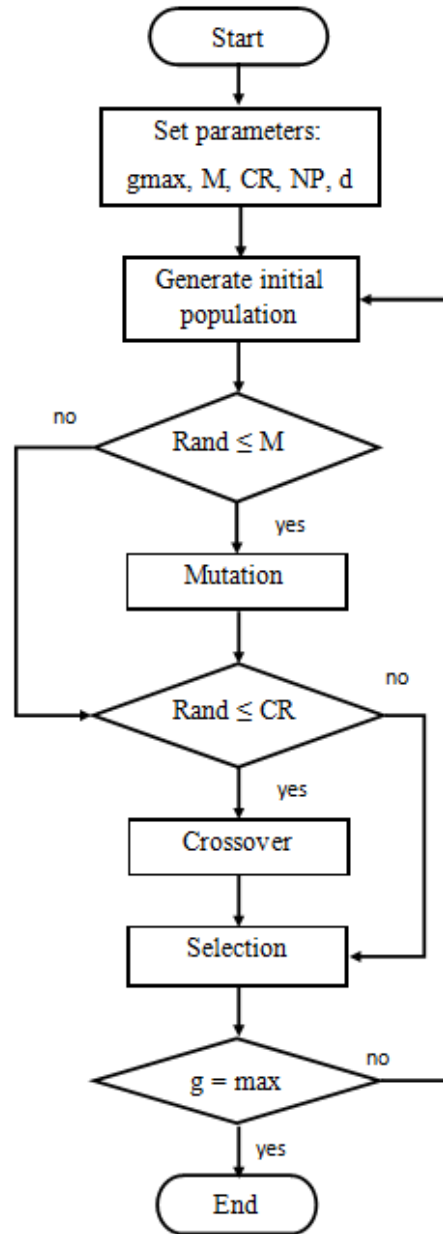 Start
Set parameters:
gmax, M, CR, NP, d
Generate initial
population
no
Rand ≤ M
yes
Mutation
no
Rand ≤ CR
yes
Crossover
Selection
no
g = max
yes
End